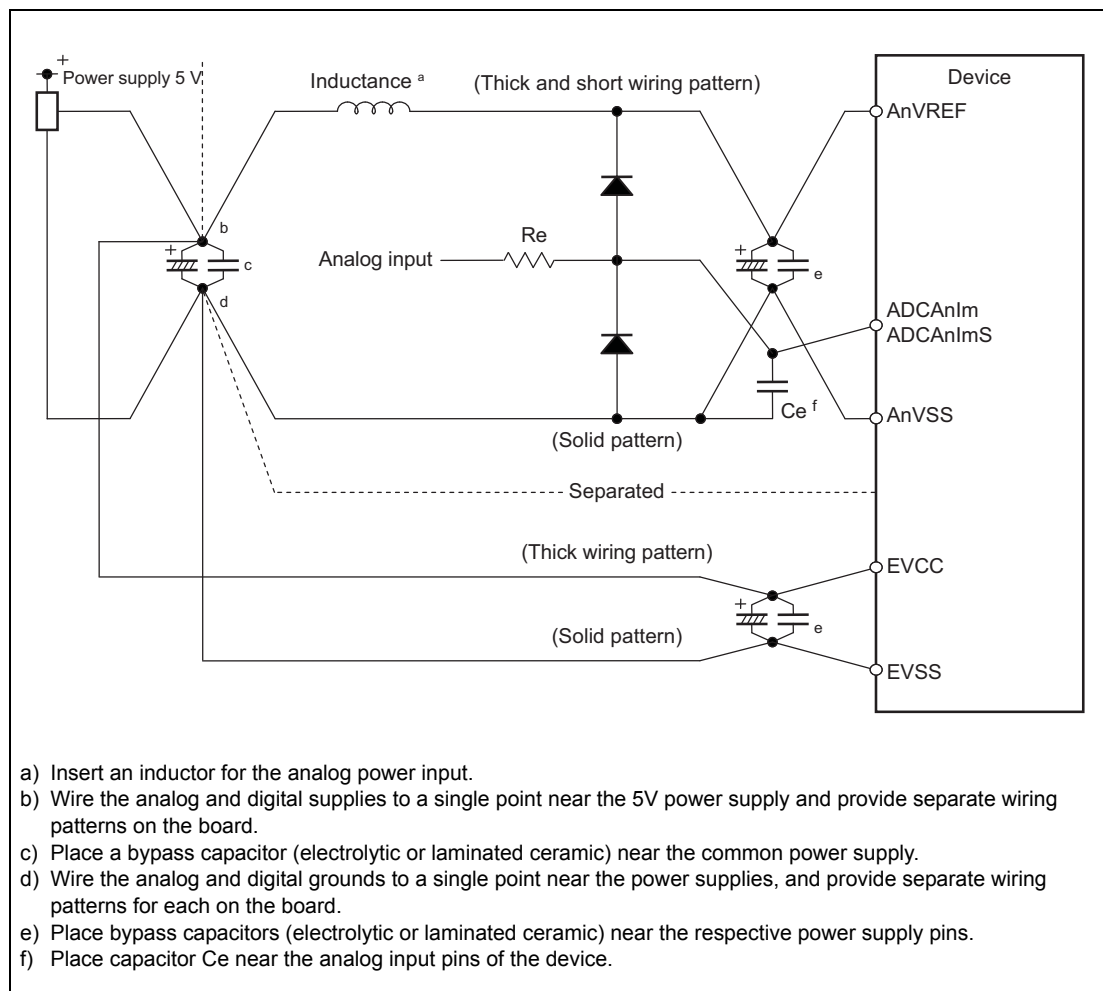 +
Power supply 5 V
Inductance a
(Thick and short wiring pattern)
Device
AnVREF
b
+
c
d
Analog input
Re
+
e
ADCAnIm
ADCAnImS
Ce f
AnVSS
(Solid pattern)
Separated
(Thick wiring pattern)
EVCC
+
e
(Solid pattern)
EVSS
a) Insert an inductor for the analog power input.
b) Wire the analog and digital supplies to a single point near the 5V power supply and provide separate wiring
patterns on the board.
c) Place a bypass capacitor (electrolytic or laminated ceramic) near the common power supply.
d) Wire the analog and digital grounds to a single point near the power supplies, and provide separate wiring
patterns for each on the board.
e) Place bypass capacitors (electrolytic or laminated ceramic) near the respective power supply pins.
f) Place capacitor Ce near the analog input pins of the device.